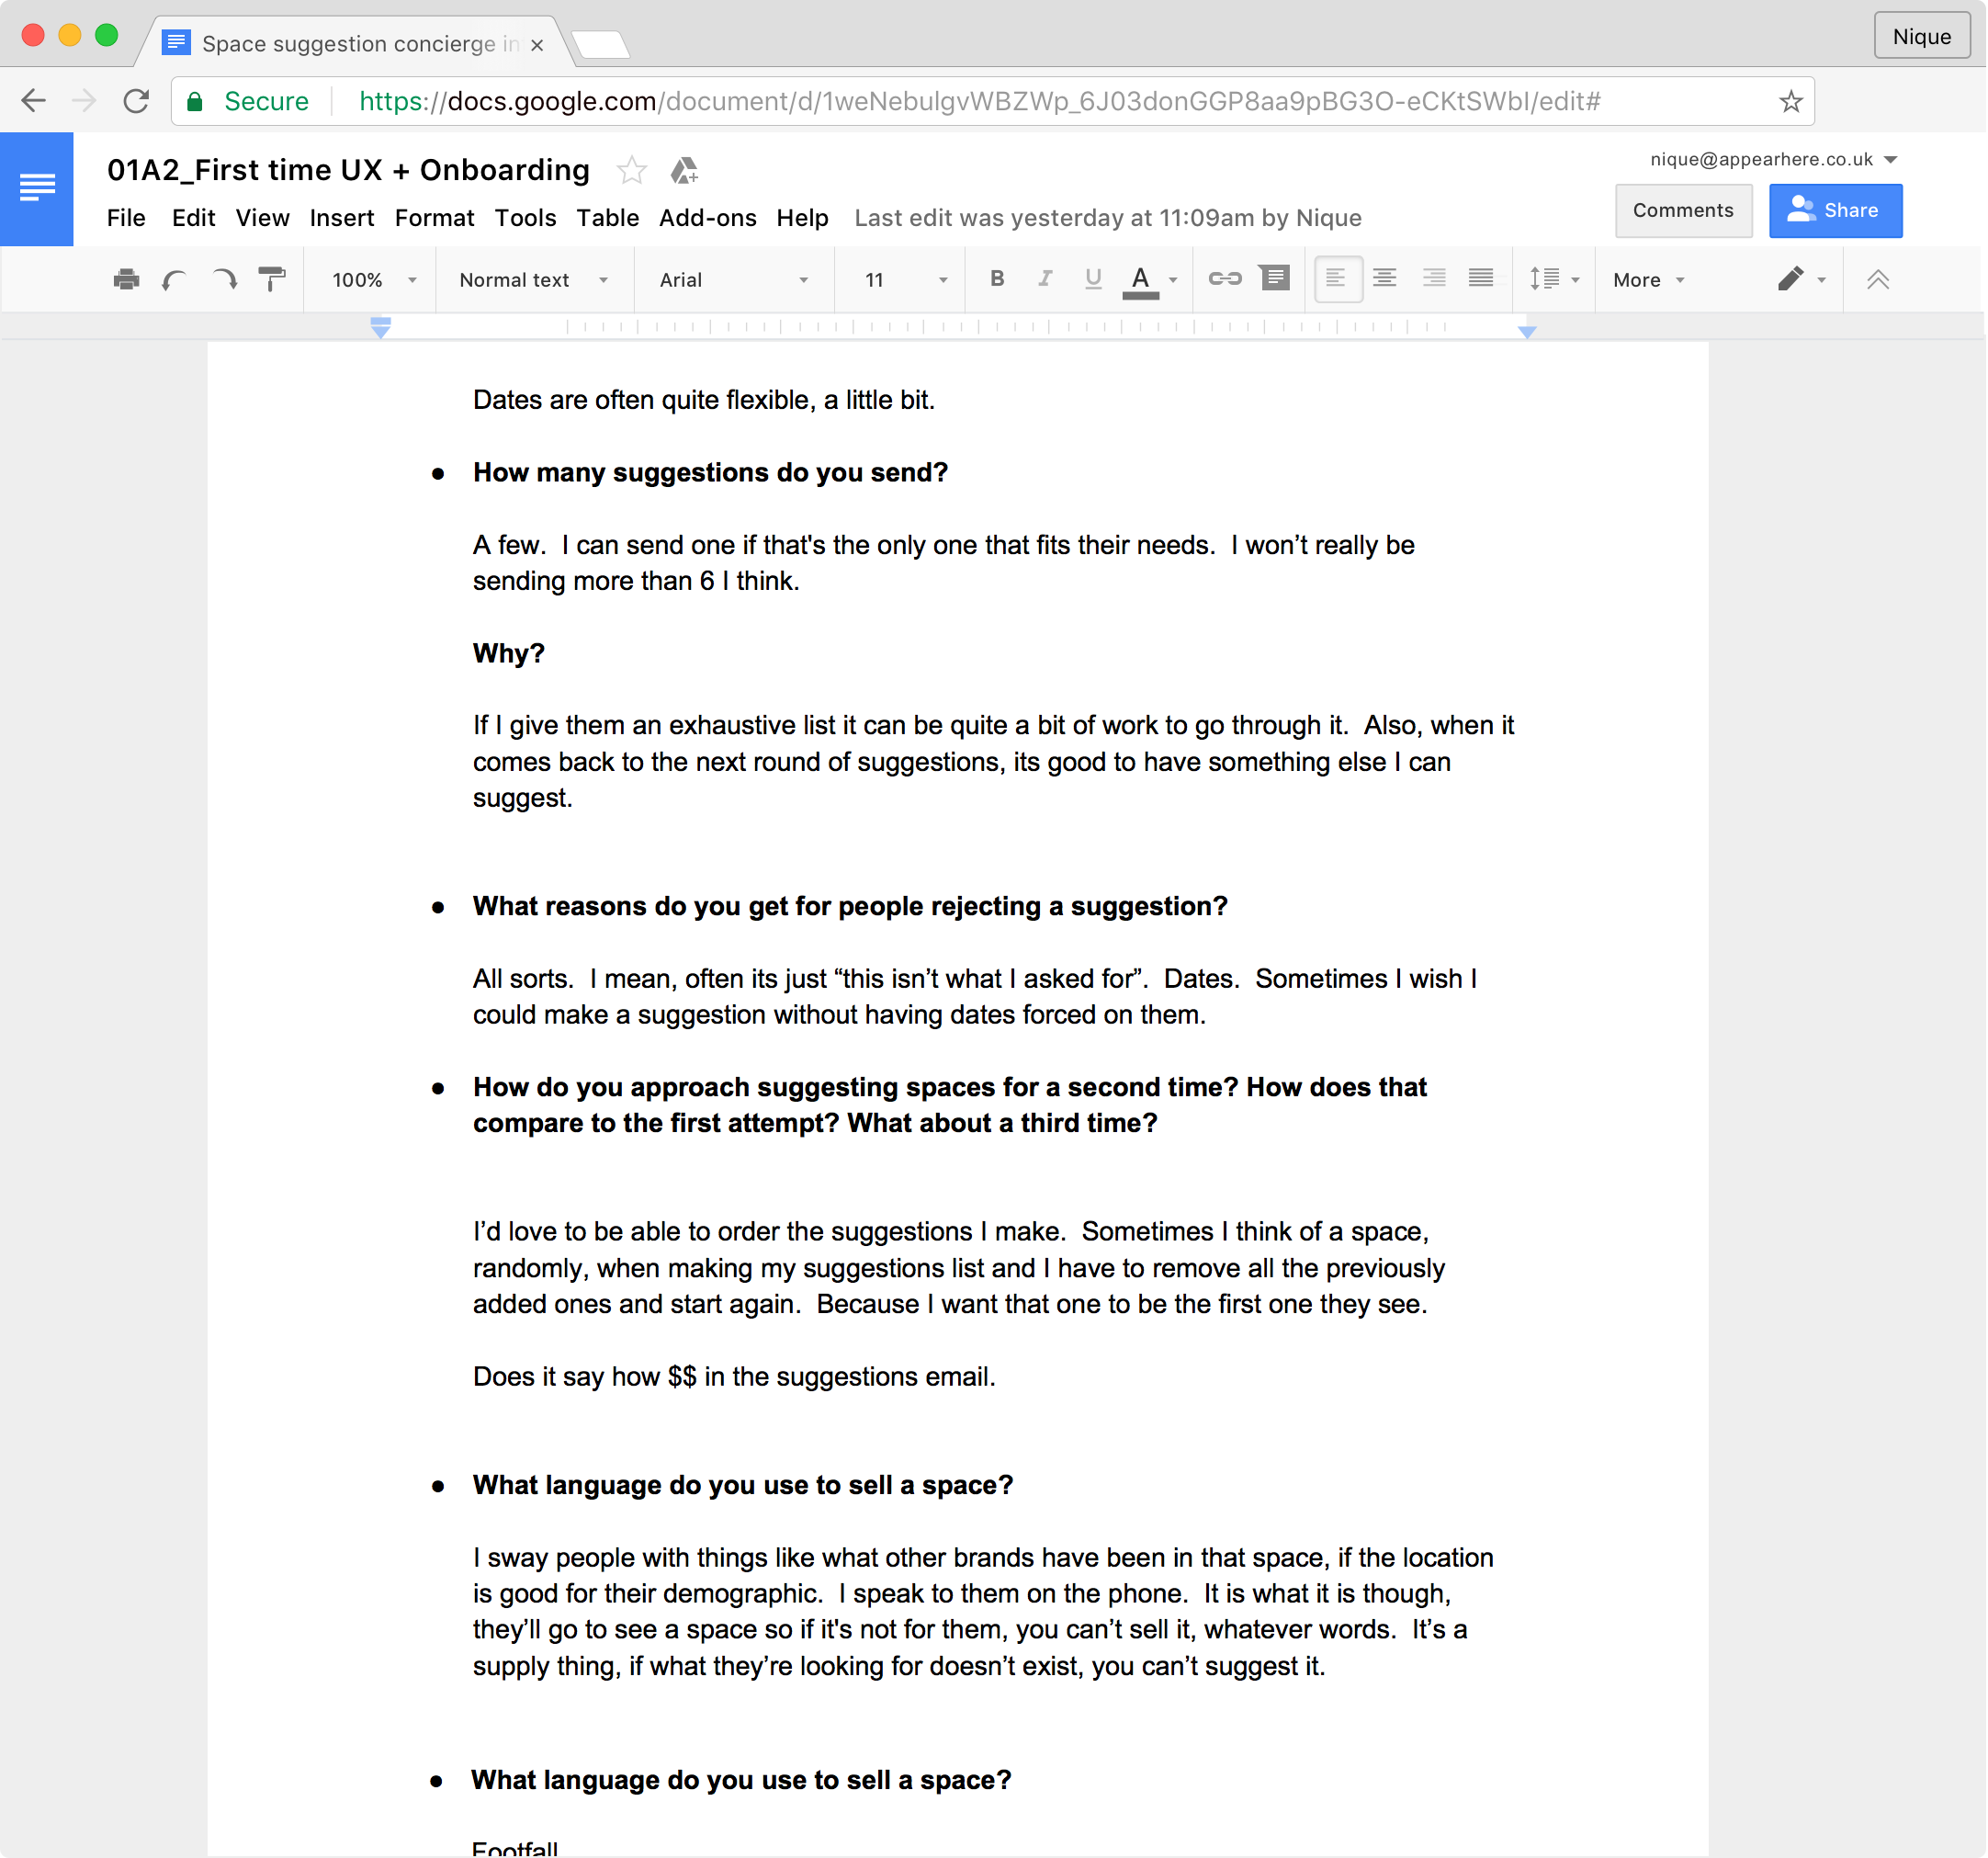 Space suggestion concierge in
Nique
Secure https://docs.google.com/document/d/1weNebulgvWBZWp_6J03donGGP8aa9pBG3O-eCKtSWbI/edit#
01A2_First time UX + Onboarding
nique@appearhere.co.uk
File Edit View Insert Format Tools Table Add-ons Help Last edit was yesterday at 11:09am by Nique
Comments
Share
100% Normal text Arial 11 B I U A More
Dates are often quite flexible, a little bit.
● How many suggestions do you send?
A few.  I can send one if that's the only one that fits their needs.  I won’t really be
sending more than 6 I think.
Why?
If I give them an exhaustive list it can be quite a bit of work to go through it.  Also, when it
comes back to the next round of suggestions, its good to have something else I can
suggest.
● What reasons do you get for people rejecting a suggestion?
All sorts.  I mean, often its just “this isn’t what I asked for”.  Dates.  Sometimes I wish I
could make a suggestion without having dates forced on them.
● How do you approach suggesting spaces for a second time? How does that
compare to the first attempt? What about a third time?
I’d love to be able to order the suggestions I make.  Sometimes I think of a space,
randomly, when making my suggestions list and I have to remove all the previously
added ones and start again.  Because I want that one to be the first one they see.
Does it say how $$ in the suggestions email.
● What language do you use to sell a space?
I sway people with things like what other brands have been in that space, if the location
is good for their demographic.  I speak to them on the phone.  It is what it is though,
they’ll go to see a space so if it's not for them, you can’t sell it, whatever words.  It’s a
supply thing, if what they’re looking for doesn’t exist, you can’t suggest it.
● What language do you use to sell a space?
Footfall